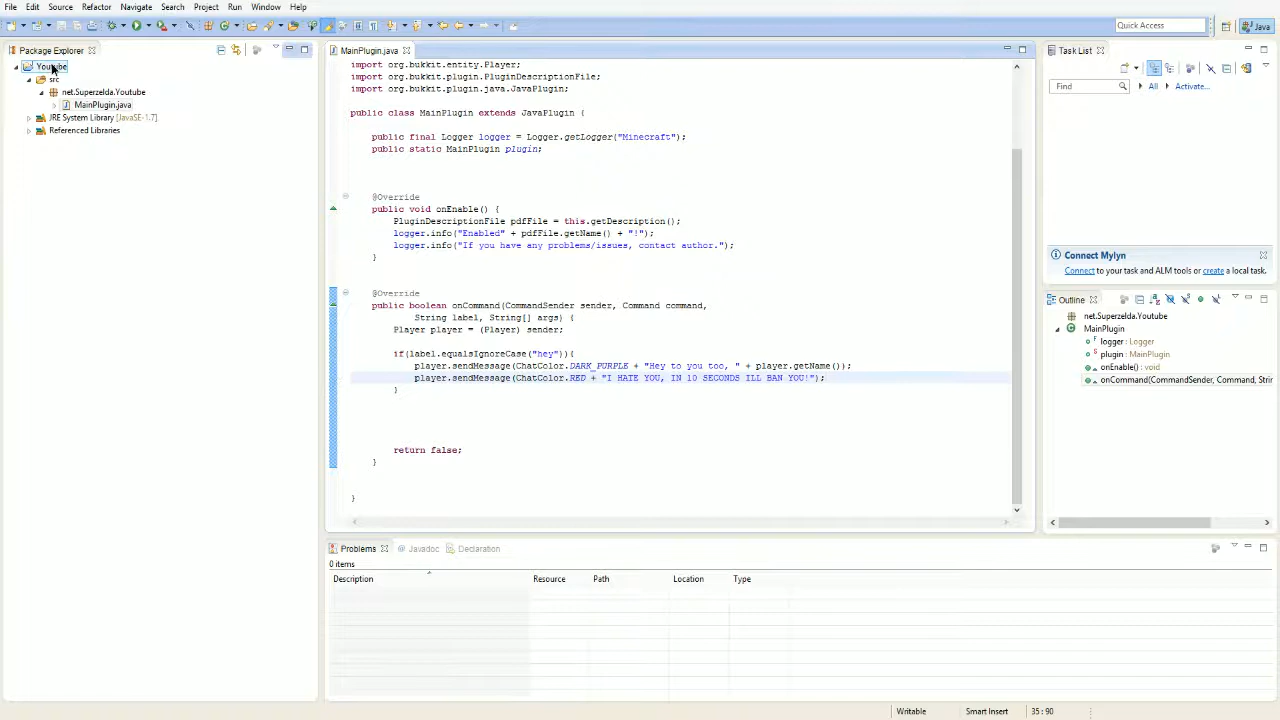 File Edit Source Refactor Navigate Search Project Run Window Help
Quick Access
Java
Package Explorer
Youtube
src
net.Superzelda.Youtube
MainPlugin.java
JRE System Library [JavaSE-1.7]
Referenced Libraries
MainPlugin.java
import org.bukkit.entity.Player;
import org.bukkit.plugin.PluginDescriptionFile;
import org.bukkit.plugin.java.JavaPlugin;
public class MainPlugin extends JavaPlugin {
public final Logger logger = Logger.getLogger("Minecraft");
public static MainPlugin plugin;
@Override
public void onEnable() {
PluginDescriptionFile pdfFile = this.getDescription();
logger.info("Enabled" + pdfFile.getName() + "!");
logger.info("If you have any problems/issues, contact author.");
}
@Override
public boolean onCommand(CommandSender sender, Command command,
String label, String[] args) {
Player player = (Player) sender;
if(label.equalsIgnoreCase("hey")){
player.sendMessage(ChatColor.DARK_PURPLE + "Hey to you too, " + player.getName());
player.sendMessage(ChatColor.RED + "I HATE YOU, IN 10 SECONDS ILL BAN YOU!");
}
return false;
}
}
Task List
Find
All
Activate...
Connect Mylyn
Connect to your task and ALM tools or create a local task.
Outline
net.Superzelda.Youtube
MainPlugin
logger : Logger
plugin : MainPlugin
onEnable() : void
onCommand(CommandSender, Command, Strir
Problems
@ Javadoc
Declaration
0 items
Description Resource Path Location Type
Writable
Smart Insert
35 : 90